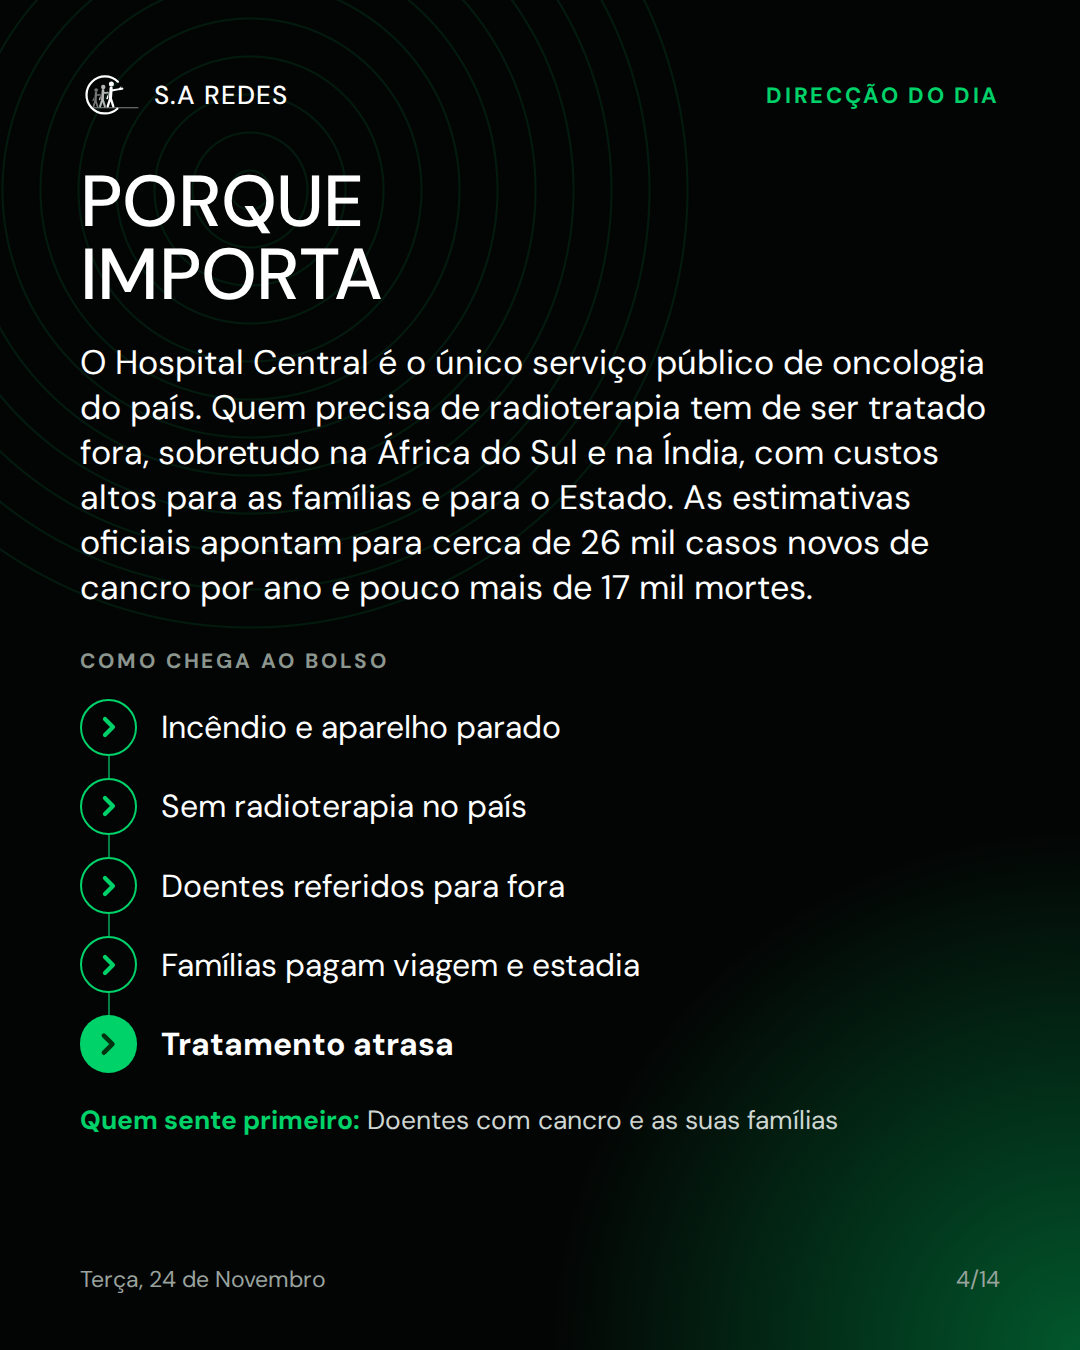 S.A REDES
DIRECÇÃO DO DIA
PORQUE
IMPORTA
O Hospital Central é o único serviço público de oncologia
do país. Quem precisa de radioterapia tem de ser tratado
fora, sobretudo na África do Sul e na Índia, com custos
altos para as famílias e para o Estado. As estimativas
oficiais apontam para cerca de 26 mil casos novos de
cancro por ano e pouco mais de 17 mil mortes.
COMO CHEGA AO BOLSO
Incêndio e aparelho parado
Sem radioterapia no país
Doentes referidos para fora
Famílias pagam viagem e estadia
Tratamento atrasa
Quem sente primeiro: Doentes com cancro e as suas famílias
Terça, 24 de Novembro
4/14